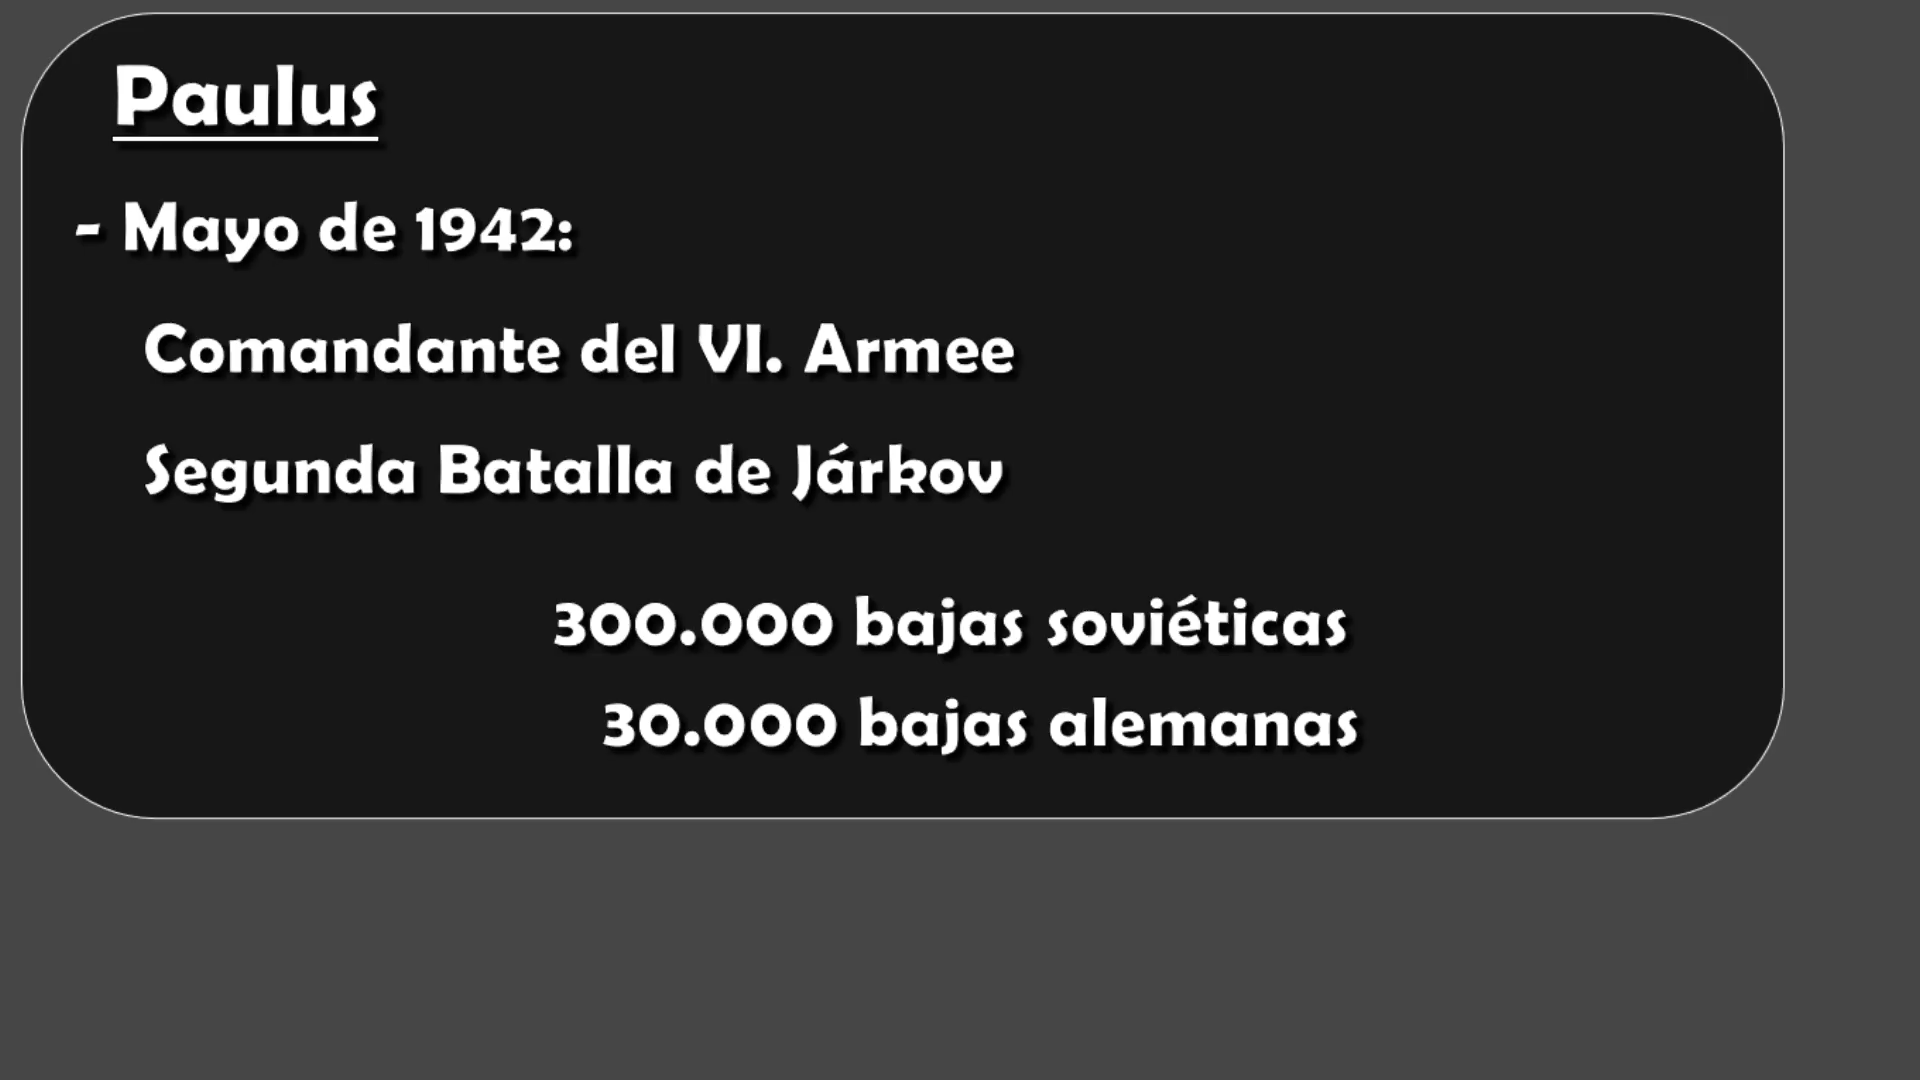 Paulus
- Mayo de 1942:
Comandante del VI. Armee
Segunda Batalla de Járkov
300.000 bajas soviéticas
30.000 bajas alemanas